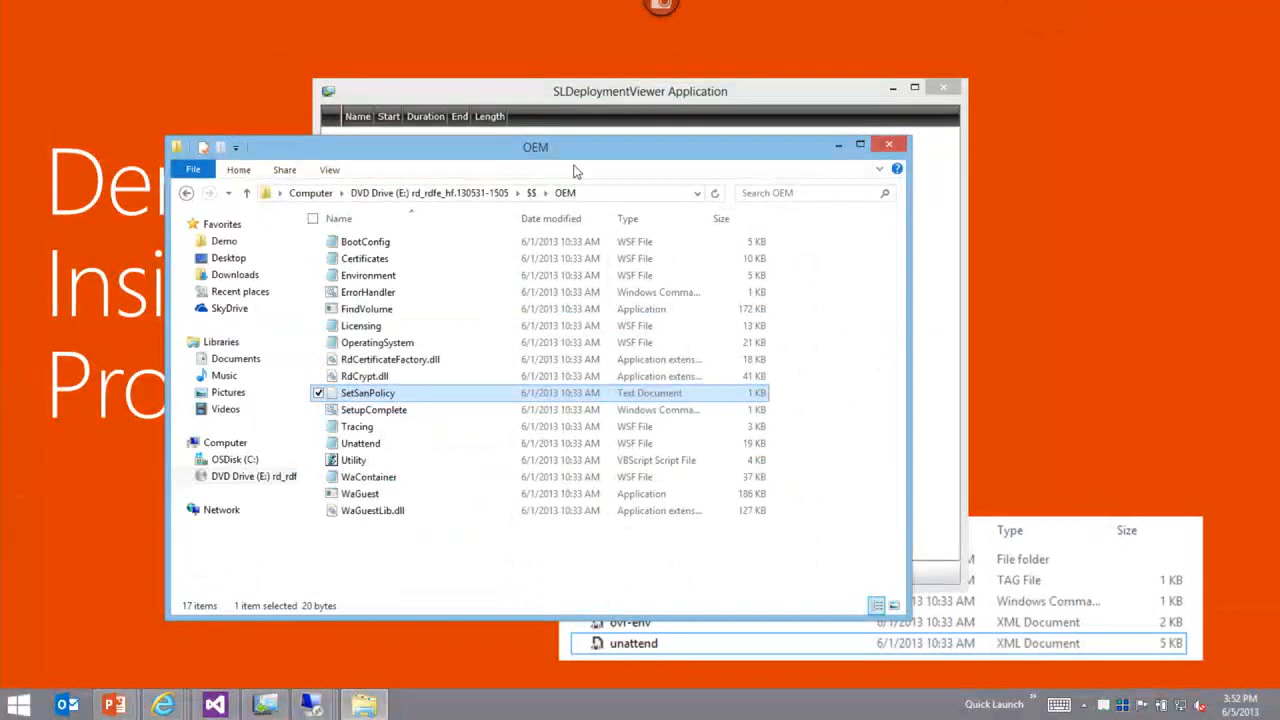 Der
Insi
Pro
SLDeploymentViewer Application
Name Start Duration End Length
OEM
File Home Share View
Computer DVD Drive (E:) rd_rdfe_hf.130531-1505 $$ OEM Search OEM
Name Date modified Type Size
Favorites
Demo
Desktop
Downloads
Recent places
SkyDrive
Libraries
Documents
Music
Pictures
Videos
Computer
OSDisk (C:)
DVD Drive (E:) rd_rdf
Network
BootConfig 6/1/2013 10:33 AM WSF File 5 KB
Certificates 6/1/2013 10:33 AM WSF File 10 KB
Environment 6/1/2013 10:33 AM WSF File 5 KB
ErrorHandler 6/1/2013 10:33 AM Windows Comma... 1 KB
FindVolume 6/1/2013 10:33 AM Application 172 KB
Licensing 6/1/2013 10:33 AM WSF File 13 KB
OperatingSystem 6/1/2013 10:33 AM WSF File 21 KB
RdCertificateFactory.dll 6/1/2013 10:33 AM Application extens... 18 KB
RdCrypt.dll 6/1/2013 10:33 AM Application extens... 41 KB
SetSanPolicy 6/1/2013 10:33 AM Text Document 1 KB
SetupComplete 6/1/2013 10:33 AM Windows Comma... 1 KB
Tracing 6/1/2013 10:33 AM WSF File 3 KB
Unattend 6/1/2013 10:33 AM WSF File 19 KB
Utility 6/1/2013 10:33 AM VBScript Script File 4 KB
WaContainer 6/1/2013 10:33 AM WSF File 37 KB
WaGuest 6/1/2013 10:33 AM Application 186 KB
WaGuestLib.dll 6/1/2013 10:33 AM Application extens... 127 KB
17 items 1 item selected 20 bytes
Type Size
M File folder
M TAG File 1 KB
013 10:33 AM Windows Comma... 1 KB
ovf-env 6/1/2013 10:33 AM XML Document 2 KB
unattend 6/1/2013 10:33 AM XML Document 5 KB
Quick Launch
3:52 PM
6/5/2013